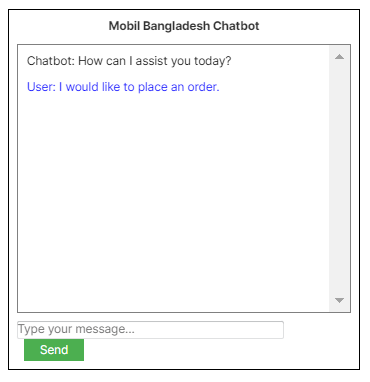 Mobil Bangladesh Chatbot
Chatbot: How can I assist you today?
User: I would like to place an order.
Type your message...
Send